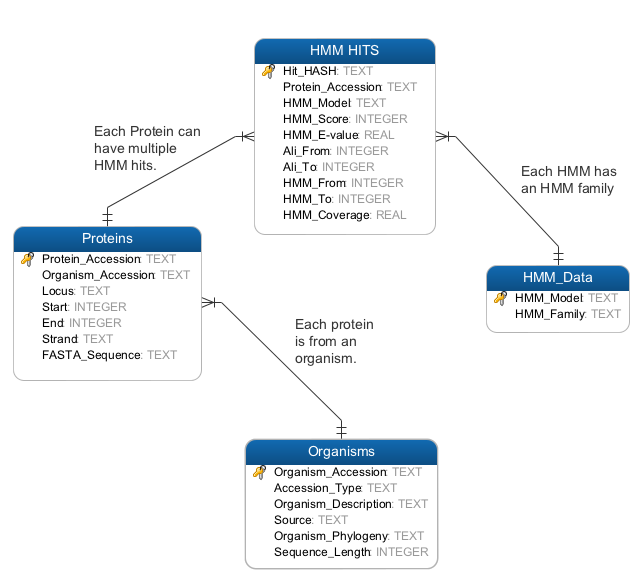 HMM HITS
Hit_HASH: TEXT
Protein_Accession: TEXT
HMM_Model: TEXT
HMM_Score: INTEGER
HMM_E-value: REAL
Ali_From: INTEGER
Ali_To: INTEGER
HMM_From: INTEGER
HMM_To: INTEGER
HMM_Coverage: REAL
Each Protein can
have multiple
HMM hits.
Each HMM has
an HMM family
Proteins
Protein_Accession: TEXT
Organism_Accession: TEXT
Locus: TEXT
Start: INTEGER
End: INTEGER
Strand: TEXT
FASTA_Sequence: TEXT
HMM_Data
HMM_Model: TEXT
HMM_Family: TEXT
Each protein
is from an
organism.
Organisms
Organism_Accession: TEXT
Accession_Type: TEXT
Organism_Description: TEXT
Source: TEXT
Organism_Phylogeny: TEXT
Sequence_Length: INTEGER